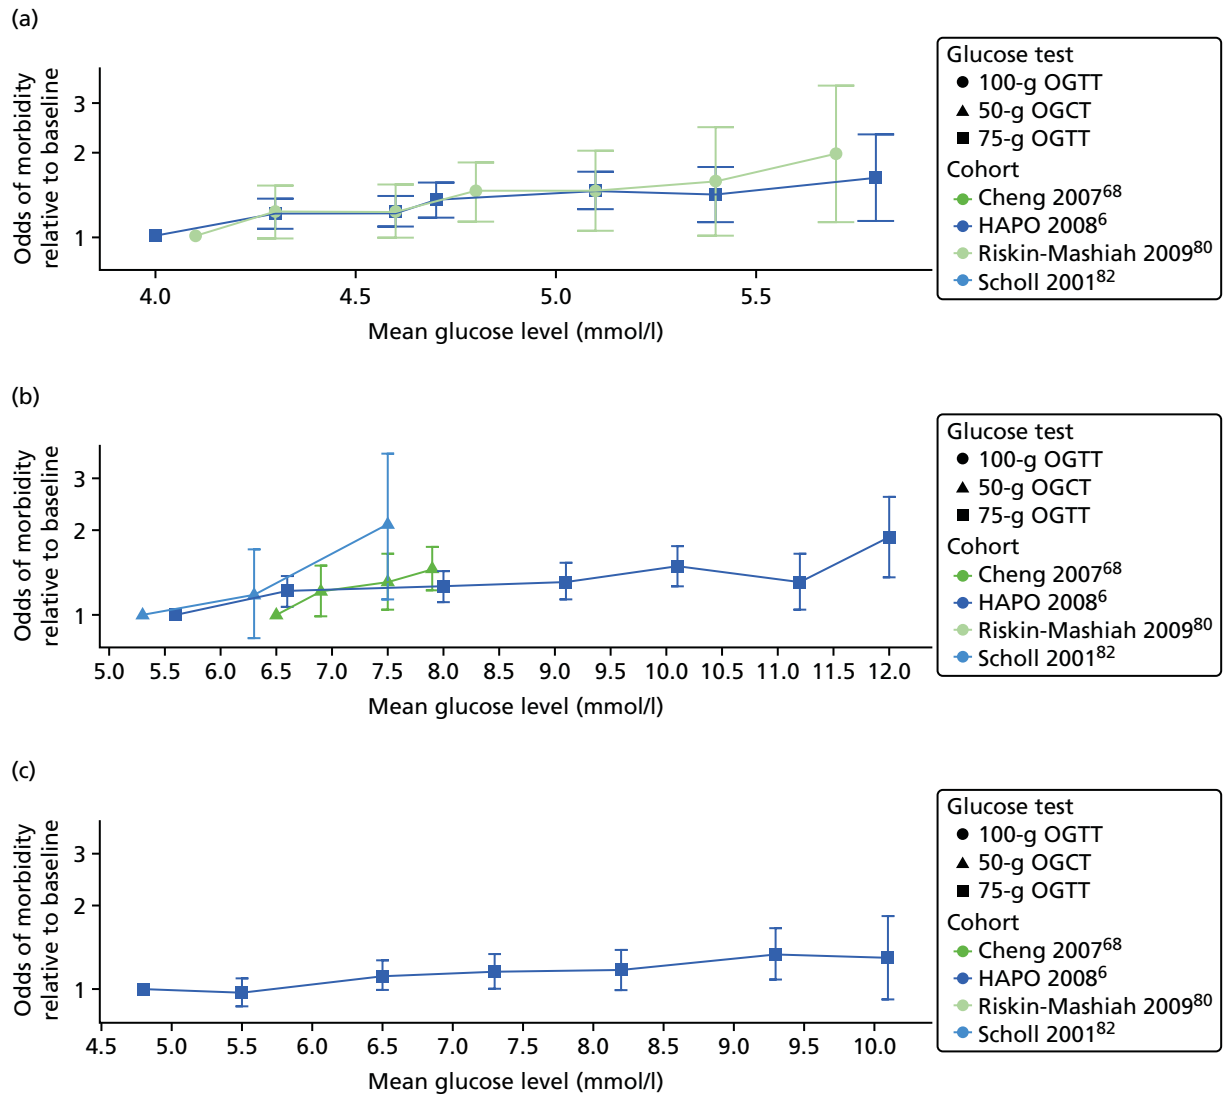 (a)
Odds of morbidity
relative to baseline
3
2
1
4.0 4.5 5.0 5.5
Mean glucose level (mmol/l)
Glucose test
100-g OGTT
50-g OGCT
75-g OGTT
Cohort
Cheng 2007⁶⁸
HAPO 2008⁶
Riskin-Mashiah 2009⁸⁰
Scholl 2001⁸²
(b)
Odds of morbidity
relative to baseline
3
2
1
5.0 5.5 6.0 6.5 7.0 7.5 8.0 8.5 9.0 9.5 10.0 10.5 11.0 11.5 12.0
Mean glucose level (mmol/l)
Glucose test
100-g OGTT
50-g OGCT
75-g OGTT
Cohort
Cheng 2007⁶⁸
HAPO 2008⁶
Riskin-Mashiah 2009⁸⁰
Scholl 2001⁸²
(c)
Odds of morbidity
relative to baseline
3
2
1
4.5 5.0 5.5 6.0 6.5 7.0 7.5 8.0 8.5 9.0 9.5 10.0
Mean glucose level (mmol/l)
Glucose test
100-g OGTT
50-g OGCT
75-g OGTT
Cohort
Cheng 2007⁶⁸
HAPO 2008⁶
Riskin-Mashiah 2009⁸⁰
Scholl 2001⁸²